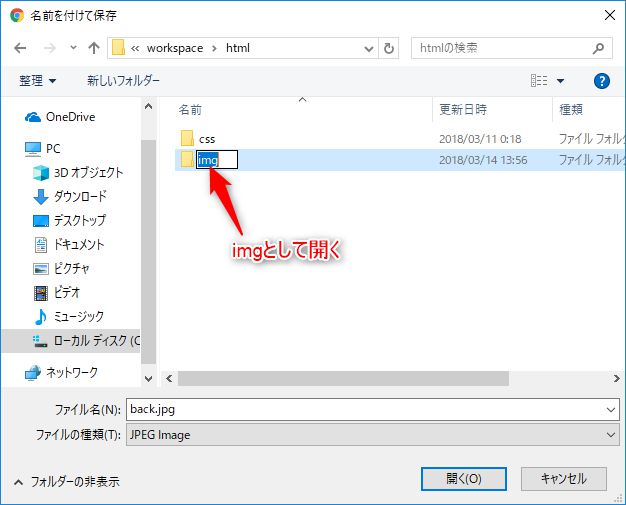 名前を付けて保存
« workspace > html
htmlの検索
整理
新しいフォルダー
?
名前
更新日時
種類
OneDrive
css
2018/03/11 0:18
ファイル フォル
PC
img
2018/03/14 13:56
ファイル フォル
3D オブジェクト
ダウンロード
デスクトップ
imgとして開く
ドキュメント
ピクチャ
ビデオ
ミュージック
ローカル ディスク (C
ネットワーク
ファイル名(N):
back.jpg
ファイルの種類(T):
JPEG Image
フォルダーの非表示
開く(O)
キャンセル